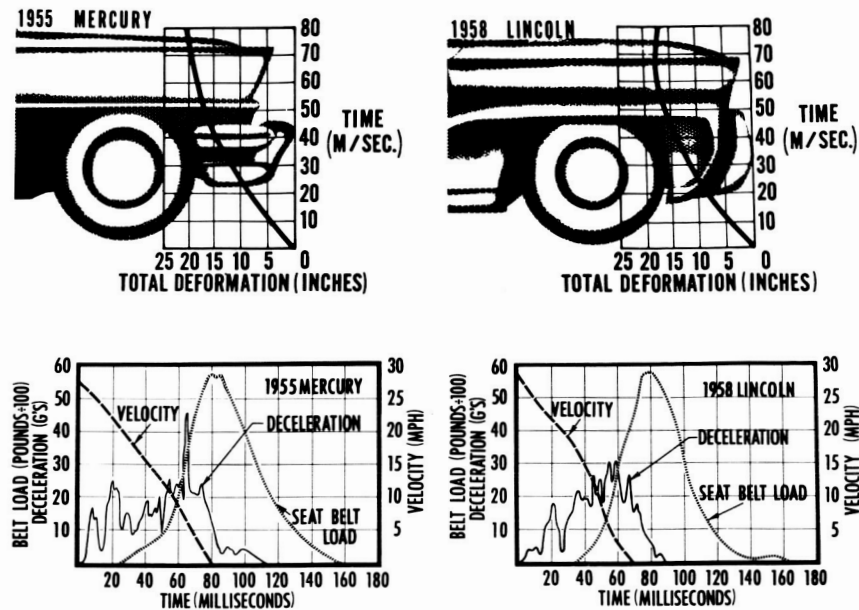 1955 MERCURY
80
70
60
50
40
30
20
10
0
TIME
(M/SEC.)
25 20 15 10 5
TOTAL DEFORMATION (INCHES)
1958 LINCOLN
80
70
60
50
40
30
20
10
0
TIME
(M/SEC.)
25 20 15 10 5
TOTAL DEFORMATION (INCHES)
BELT LOAD (POUNDS÷100)
DECELERATION (G'S)
60
50
40
30
20
10
1955 MERCURY
VELOCITY
DECELERATION
SEAT BELT
LOAD
30
25
20
15
10
5
VELOCITY (MPH)
20 40 60 80 100 120 140 160 180
TIME (MILLISECONDS)
BELT LOAD (POUNDS÷100)
DECELERATION (G'S)
60
50
40
30
20
10
1958 LINCOLN
VELOCITY
DECELERATION
SEAT BELT LOAD
30
25
20
15
10
5
VELOCITY (MPH)
20 40 60 80 100 120 140 160 180
TIME (MILLISECONDS)